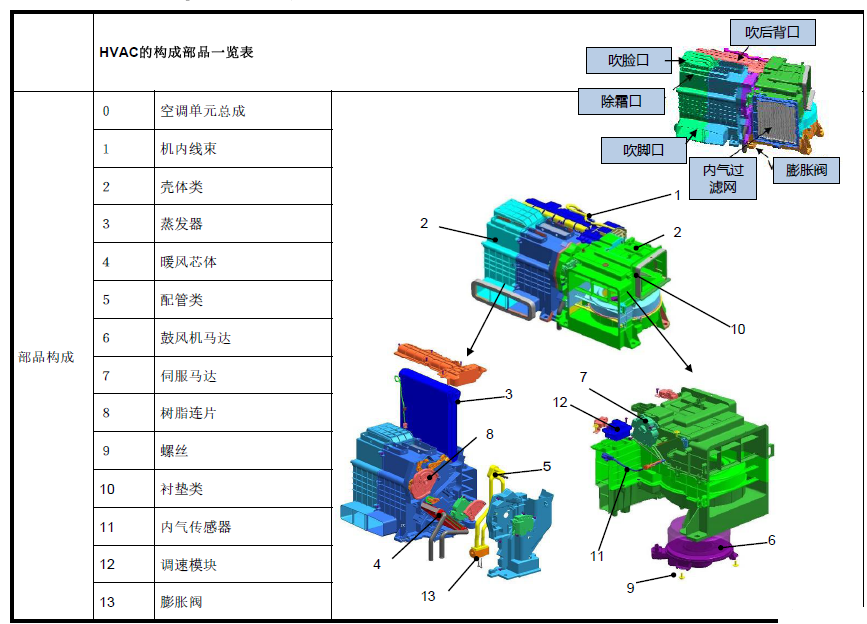 HVAC的构成部品一览表
部品构成
0 空调单元总成
1 机内线束
2 壳体类
3 蒸发器
4 暖风芯体
5 配管类
6 鼓风机马达
7 伺服马达
8 树脂连片
9 螺丝
10 衬垫类
11 内气传感器
12 调速模块
13 膨胀阀
吹后背口
吹脸口
除霜口
吹脚口
内气过
滤网
膨胀阀
1
2
2
10
3
7
12
8
5
4
13
11
6
9